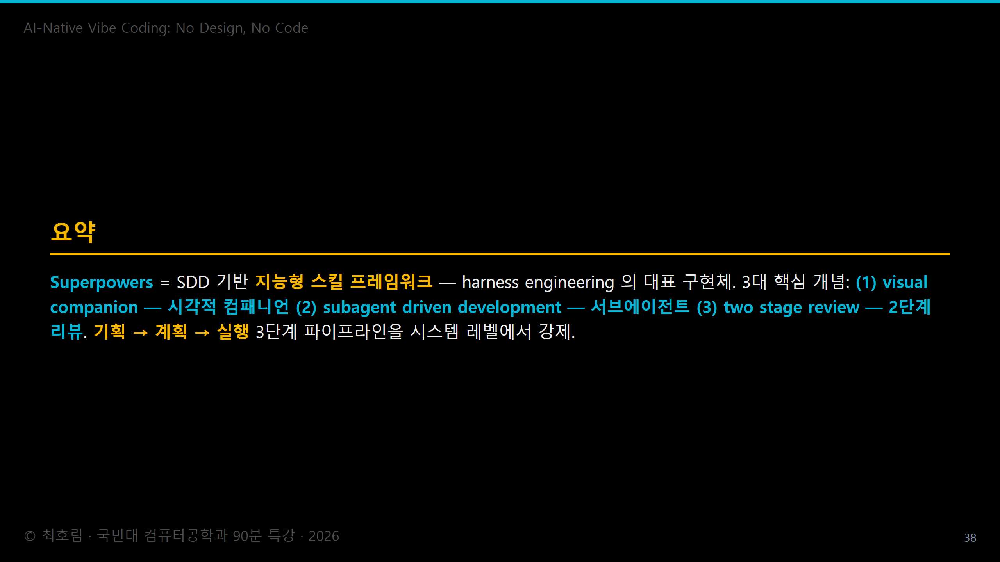 AI-Native Vibe Coding: No Design, No Code
요약
Superpowers = SDD 기반 지능형 스킬 프레임워크 — harness engineering 의 대표 구현체. 3대 핵심 개념: (1) visual
companion — 시각적 컴패니언 (2) subagent driven development — 서브에이전트 (3) two stage review — 2단계
리뷰. 기획 → 계획 → 실행 3단계 파이프라인을 시스템 레벨에서 강제.
© 최호림 · 국민대 컴퓨터공학과 90분 특강 · 2026
38